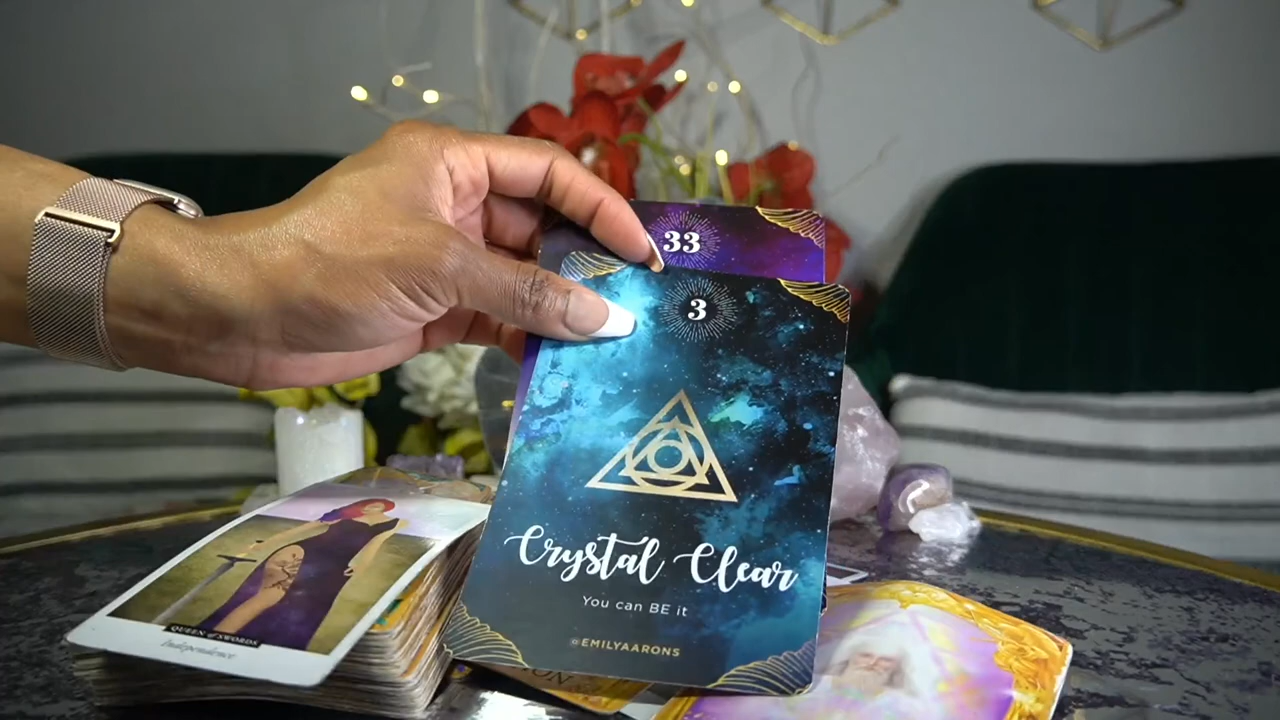 33
3
Crystal Clear
You can BE it
@EMILYAARONS
QUEEN of SWORDS
Independence